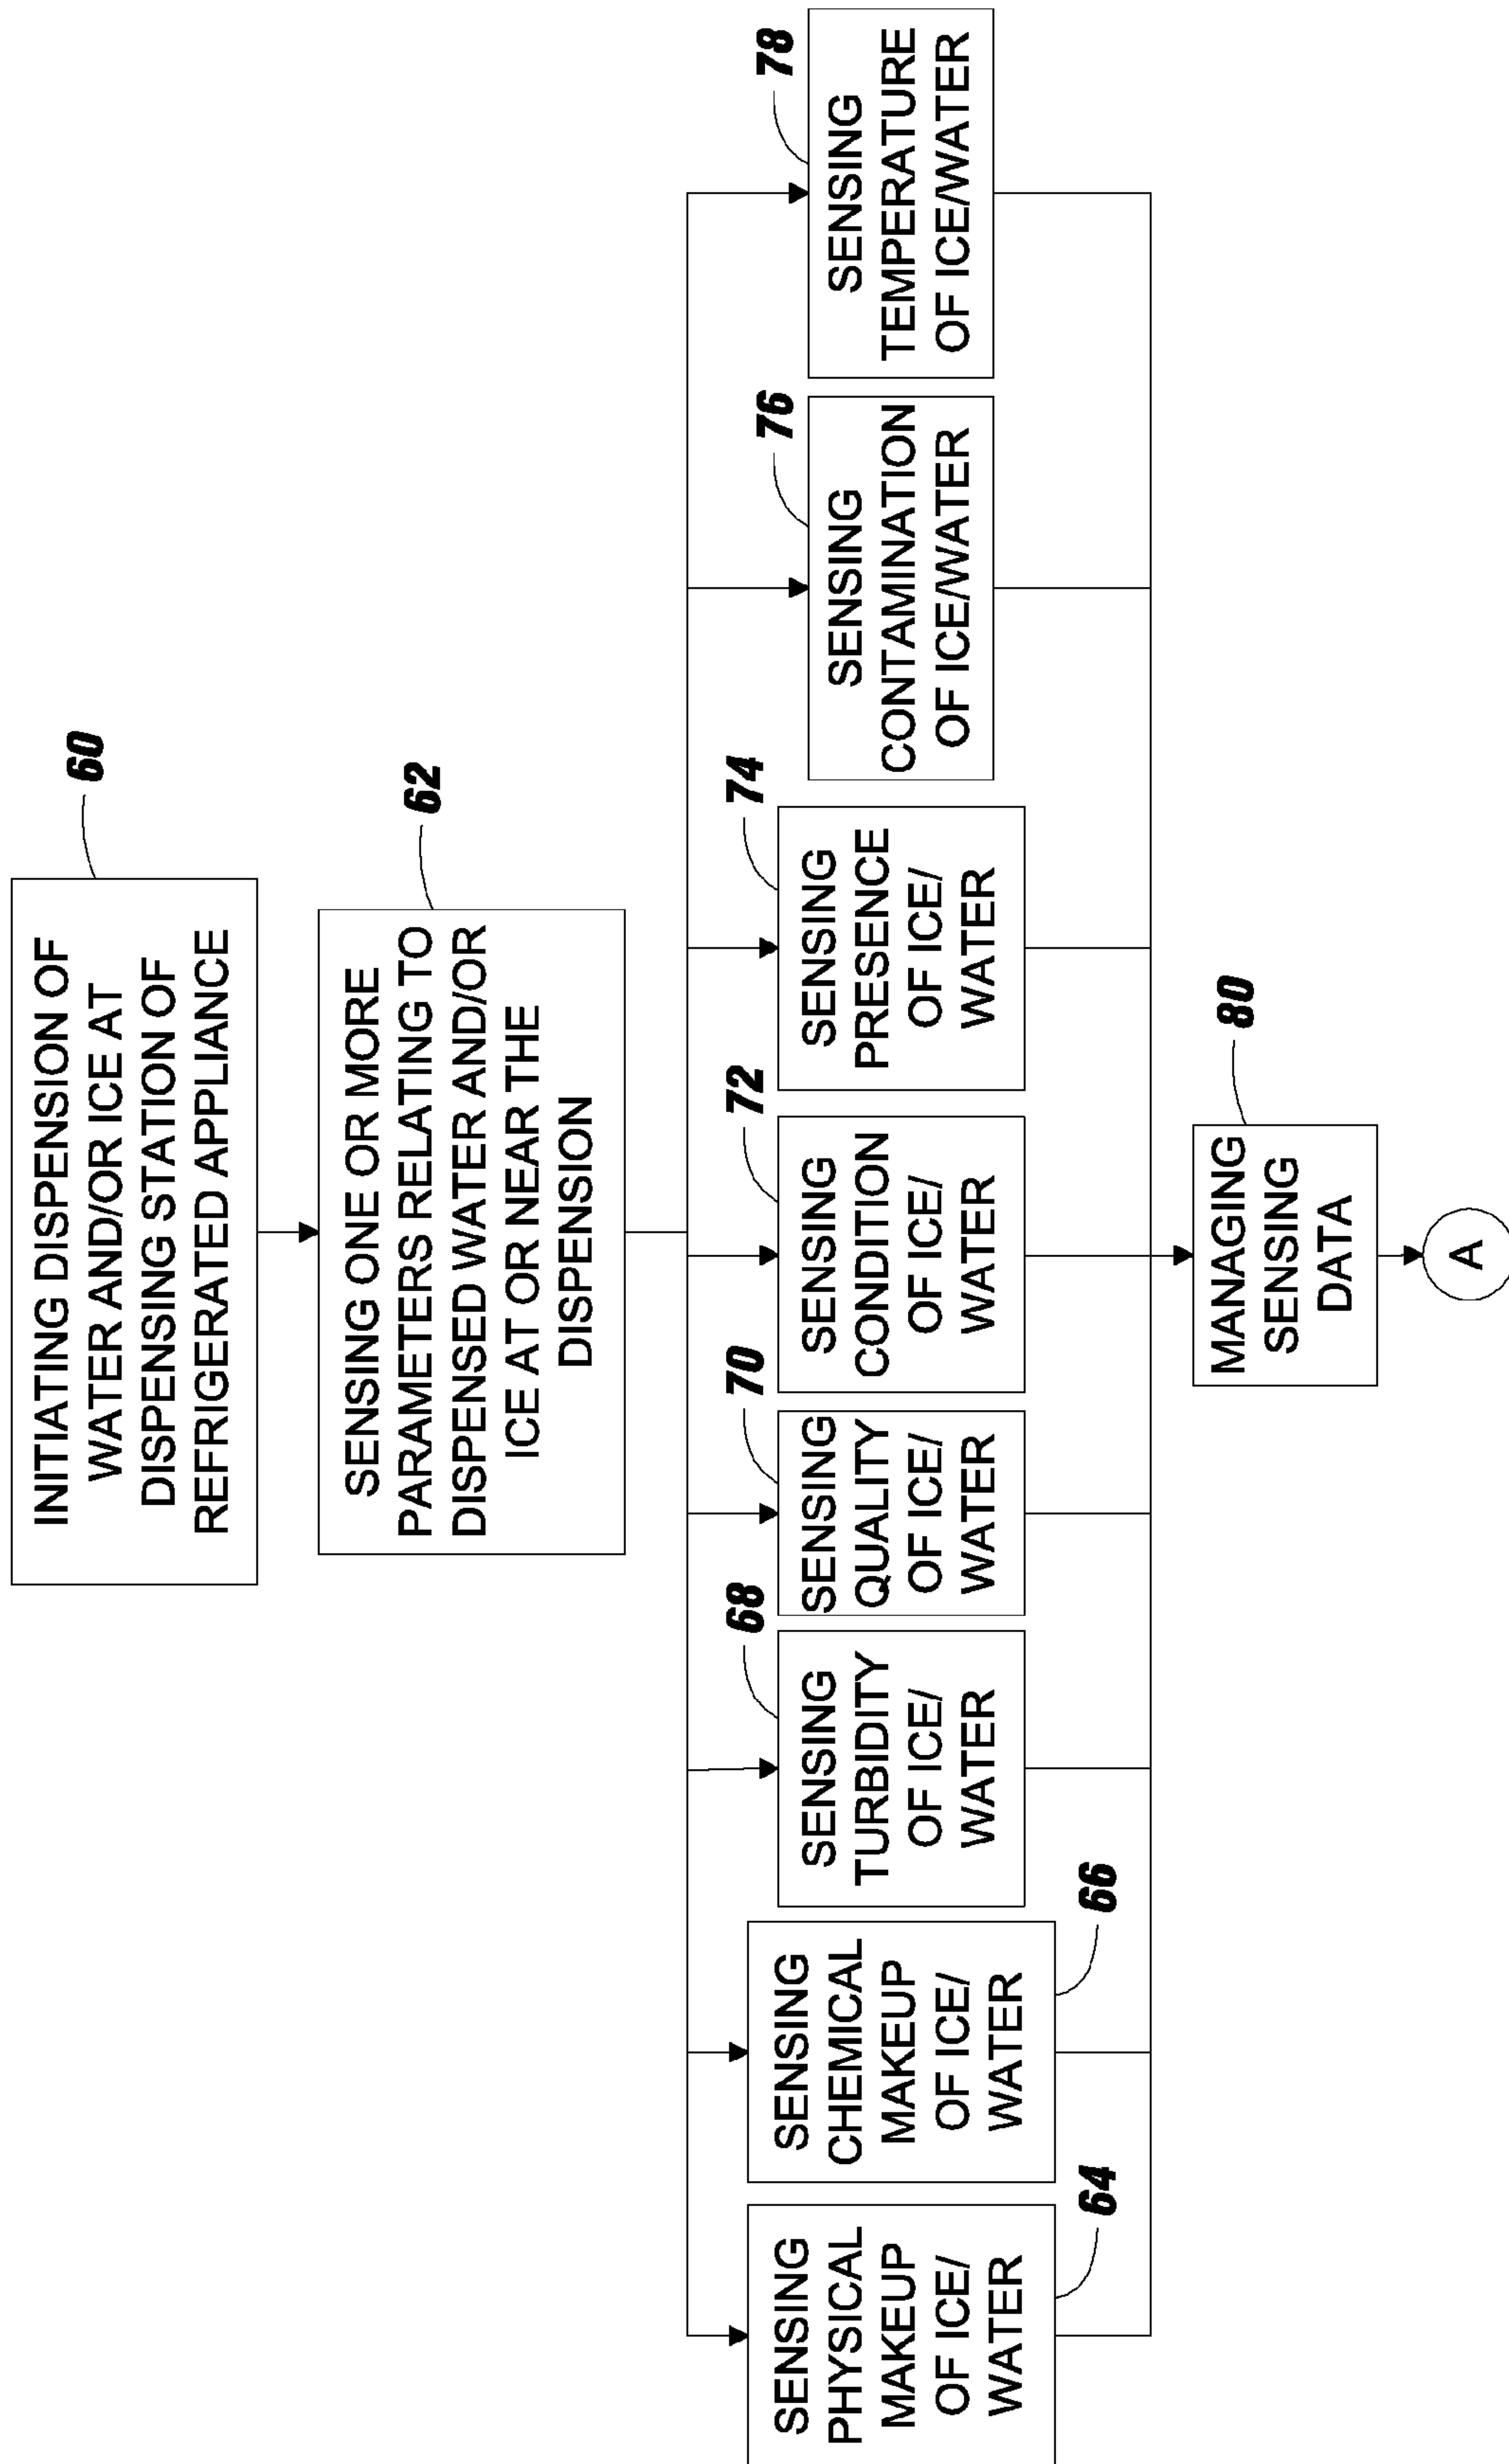 INITIATING DISPENSION OF
WATER AND/OR ICE AT
DISPENSING STATION OF
REFRIGERATED APPLIANCE
60
SENSING ONE OR MORE
PARAMETERS RELATING TO
DISPENSED WATER AND/OR
ICE AT OR NEAR THE
DISPENSION
62
SENSING
PHYSICAL
MAKEUP
OF ICE/
WATER
64
SENSING
CHEMICAL
MAKEUP
OF ICE/
WATER
66
SENSING
TURBIDITY
OF ICE/
WATER
68
SENSING
QUALITY
OF ICE/
WATER
70
SENSING
CONDITION
OF ICE/
WATER
72
SENSING
PRESENCE
OF ICE/
WATER
74
SENSING
CONTAMINATION
OF ICE/WATER
76
SENSING
TEMPERATURE
OF ICE/WATER
78
MANAGING
SENSING
DATA
80
A